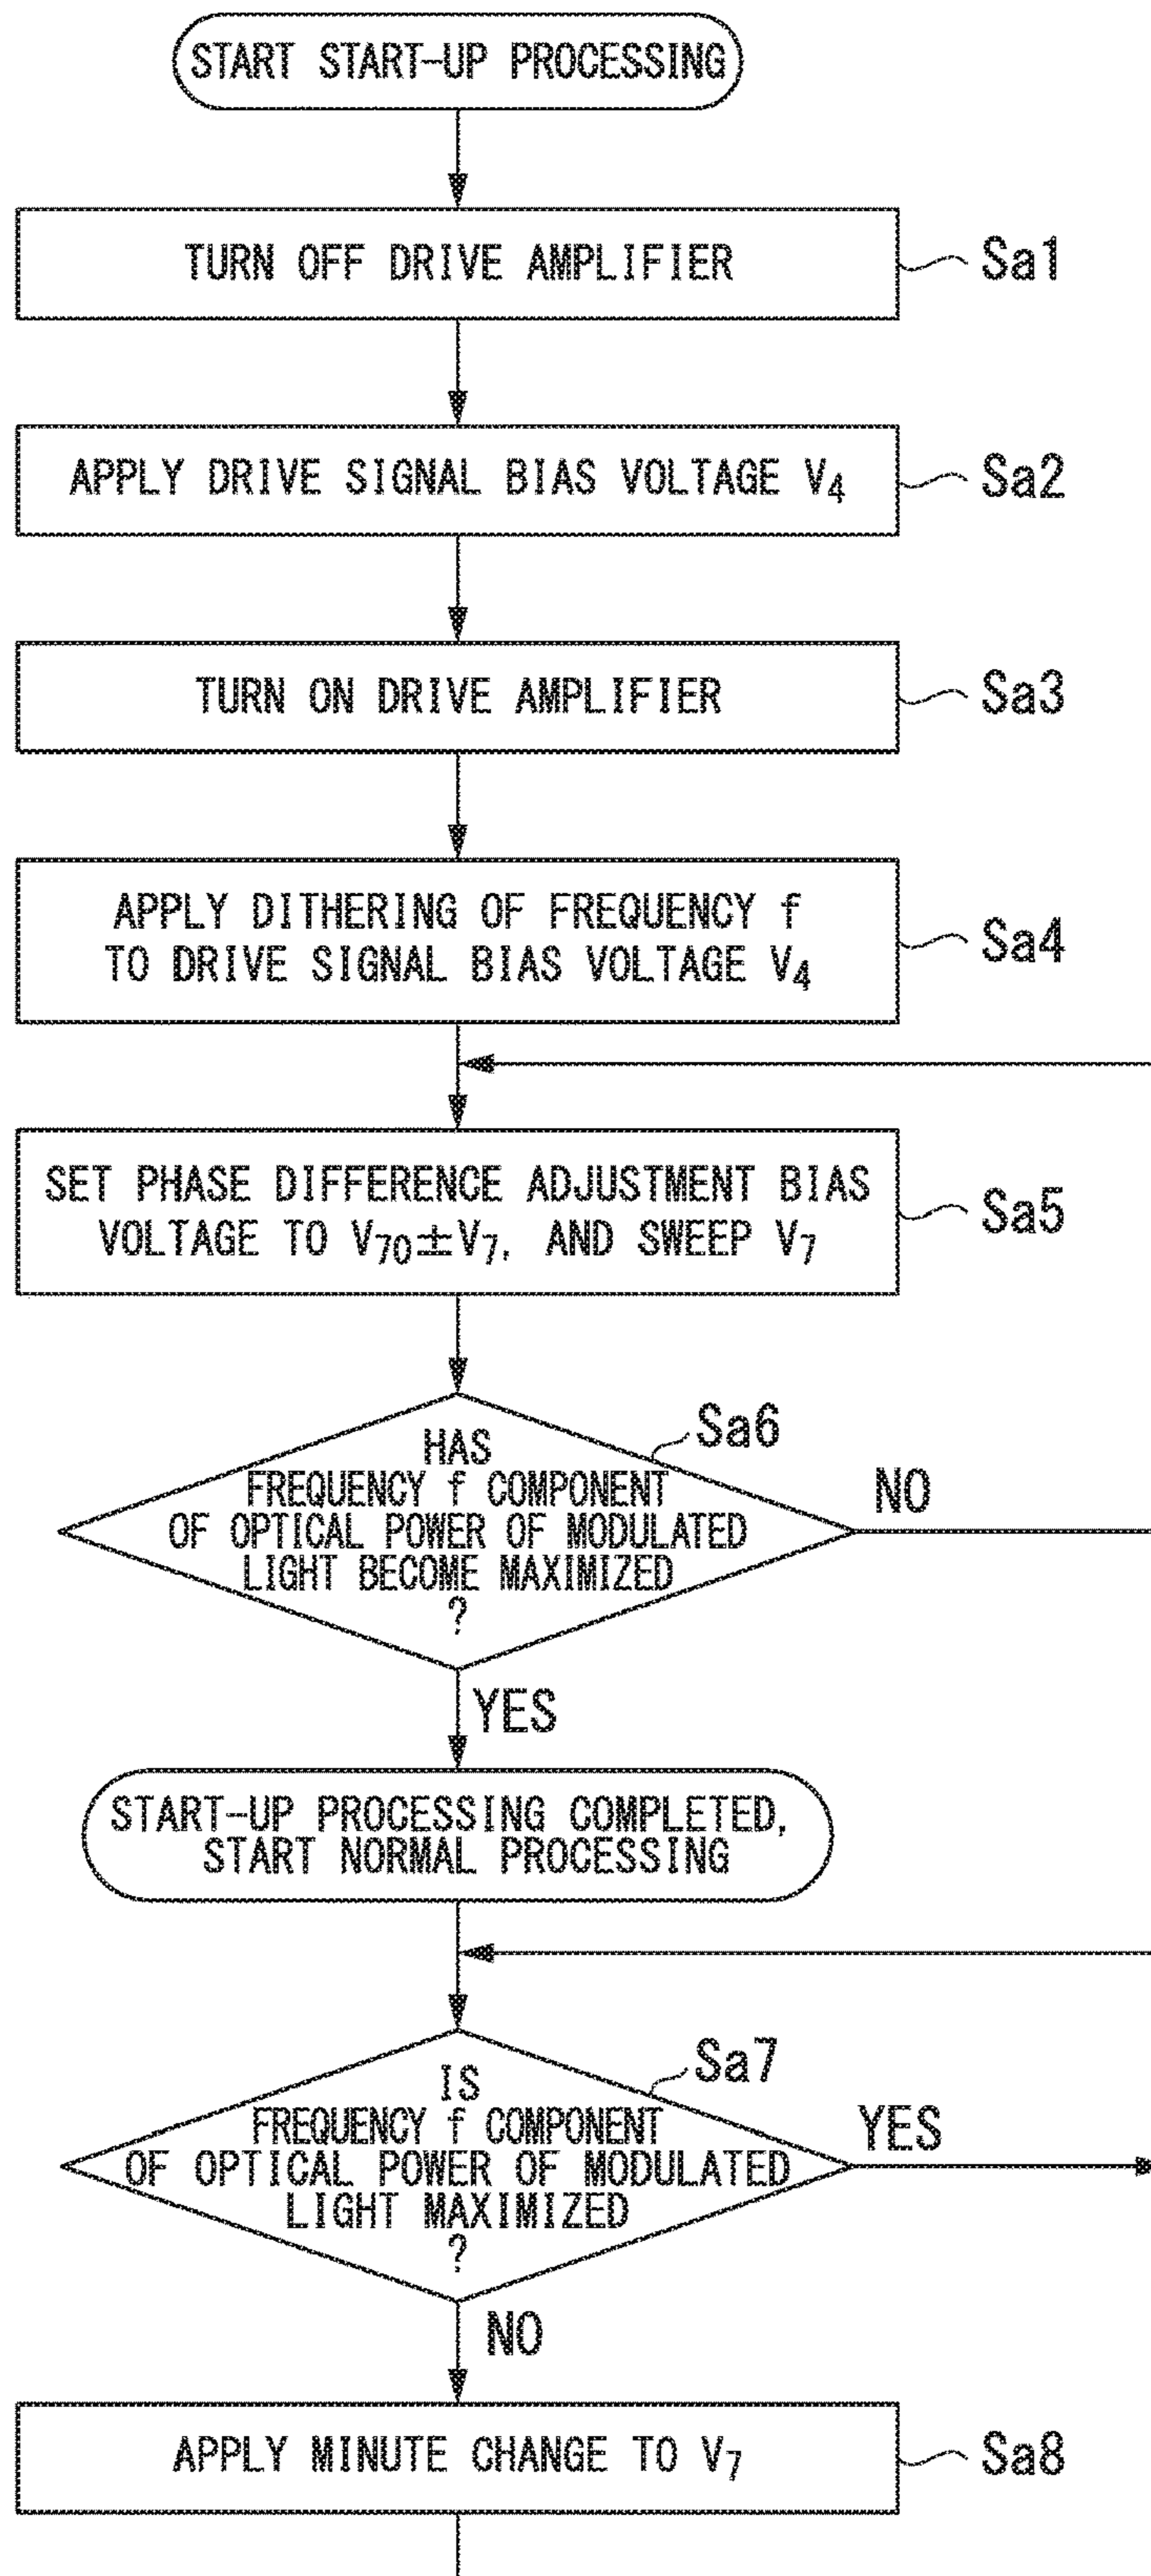 START START-UP PROCESSING
TURN OFF DRIVE AMPLIFIER
Sa1
APPLY DRIVE SIGNAL BIAS VOLTAGE V4
Sa2
TURN ON DRIVE AMPLIFIER
Sa3
APPLY DITHERING OF FREQUENCY f
TO DRIVE SIGNAL BIAS VOLTAGE V4
Sa4
SET PHASE DIFFERENCE ADJUSTMENT BIAS
VOLTAGE TO V70±V7, AND SWEEP V7
Sa5
Sa6
HAS
FREQUENCY f COMPONENT
OF OPTICAL POWER OF MODULATED
LIGHT BECOME MAXIMIZED
?
NO
YES
START-UP PROCESSING COMPLETED,
START NORMAL PROCESSING
Sa7
IS
FREQUENCY f COMPONENT
OF OPTICAL POWER OF MODULATED
LIGHT MAXIMIZED
?
YES
NO
APPLY MINUTE CHANGE TO V7
Sa8